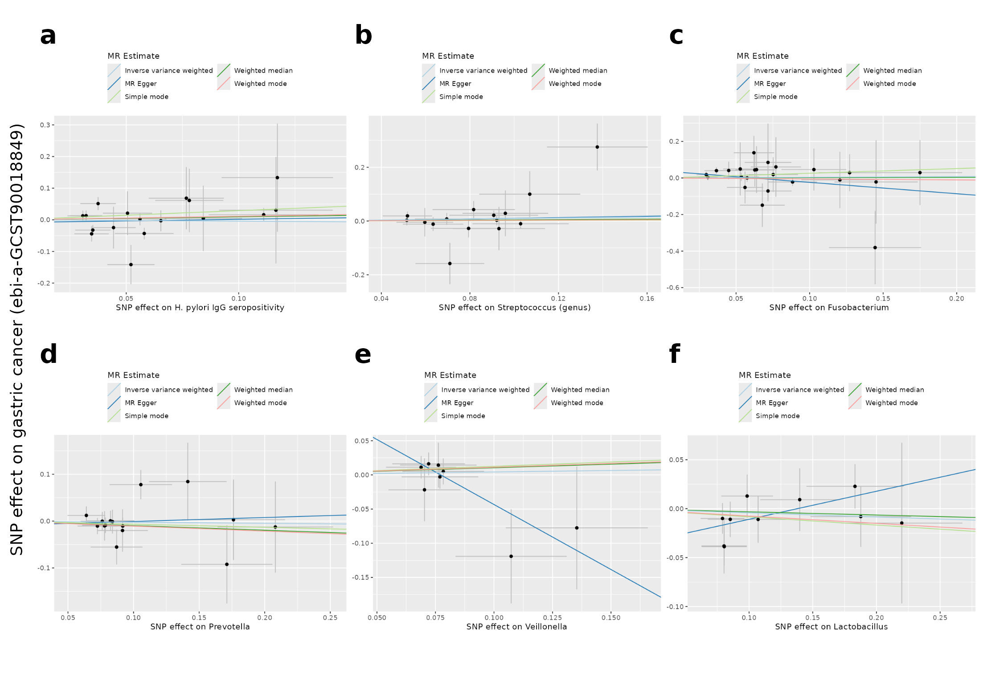 SNP effect on gastric cancer (ebi-a-GCST90018849)
a
MR Estimate
Inverse variance weighted
Weighted median
MR Egger
Weighted mode
Simple mode
0.3
0.2
0.1
0.0
-0.1
-0.2
0.05 0.10
SNP effect on H. pylori IgG seropositivity
b
MR Estimate
Inverse variance weighted
Weighted median
MR Egger
Weighted mode
Simple mode
0.2
0.0
-0.2
0.04 0.08 0.12 0.16
SNP effect on Streptococcus (genus)
c
MR Estimate
Inverse variance weighted
Weighted median
MR Egger
Weighted mode
Simple mode
0.2
0.0
-0.2
-0.4
-0.6
0.05 0.10 0.15 0.20
SNP effect on Fusobacterium
d
MR Estimate
Inverse variance weighted
Weighted median
MR Egger
Weighted mode
Simple mode
0.1
0.0
-0.1
0.05 0.10 0.15 0.20 0.25
SNP effect on Prevotella
e
MR Estimate
Inverse variance weighted
Weighted median
MR Egger
Weighted mode
Simple mode
0.05
0.00
-0.05
-0.10
-0.15
0.050 0.075 0.100 0.125 0.150
SNP effect on Veillonella
f
MR Estimate
Inverse variance weighted
Weighted median
MR Egger
Weighted mode
Simple mode
0.05
0.00
-0.05
-0.10
0.10 0.15 0.20 0.25
SNP effect on Lactobacillus